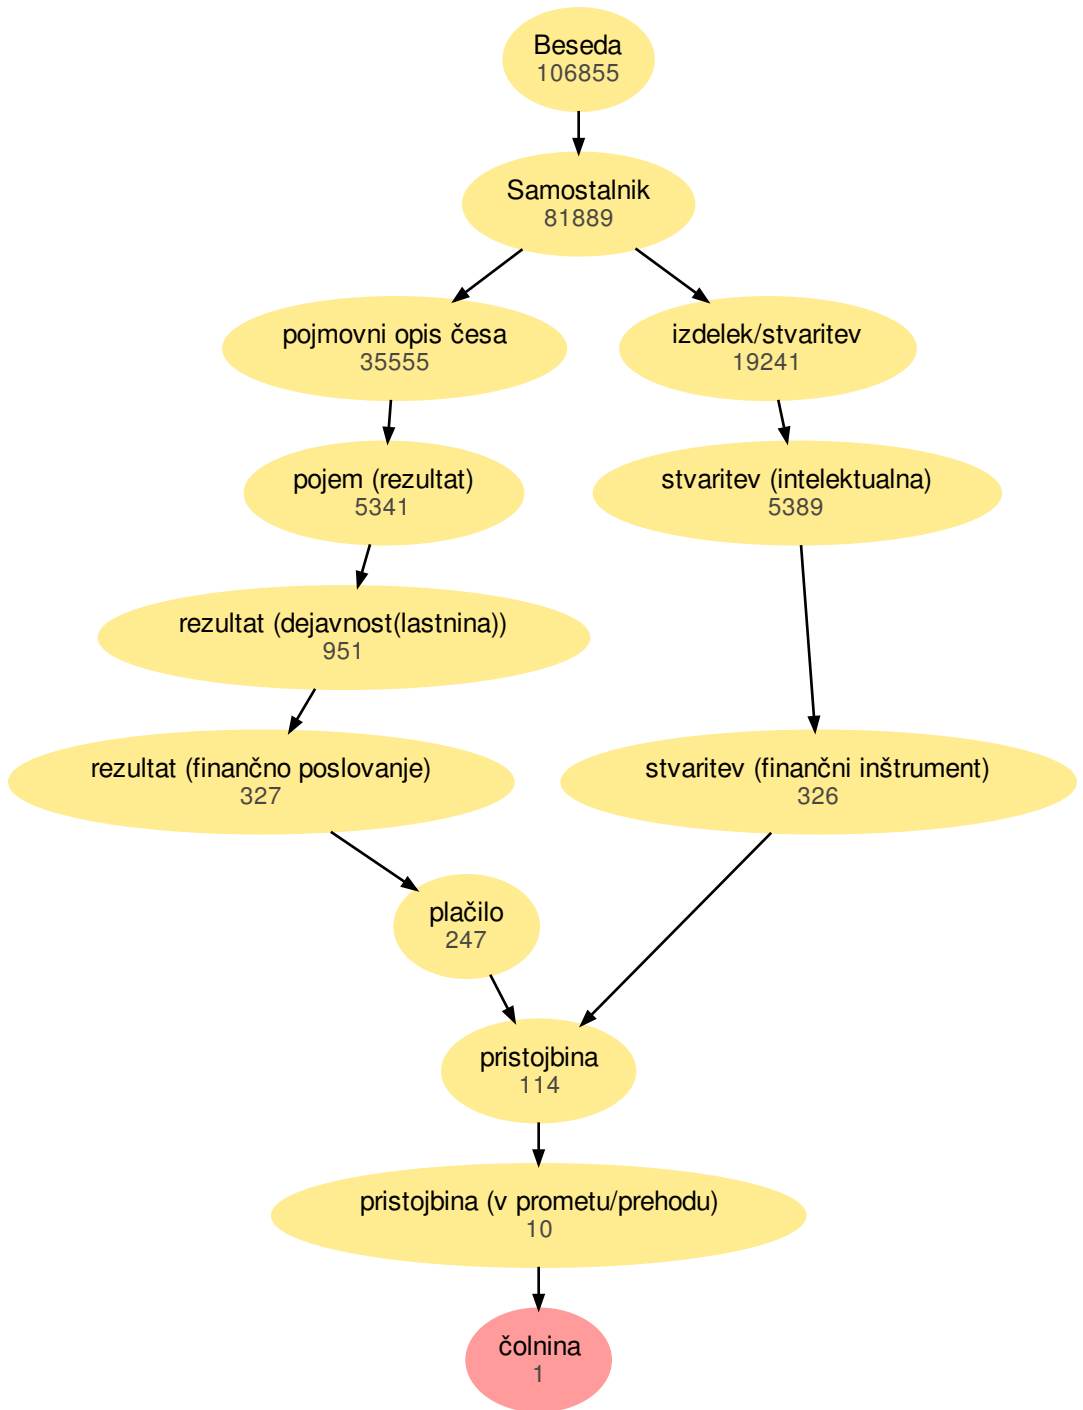 Beseda
106855
Samostalnik
81889
pojmovni opis česa
35555
izdelek/stvaritev
19241
pojem (rezultat)
5341
stvaritev (intelektualna)
5389
rezultat (dejavnost(lastnina))
951
rezultat (finančno poslovanje)
327
stvaritev (finančni inštrument)
326
plačilo
247
pristojbina
114
pristojbina (v prometu/prehodu)
10
čolnina
1